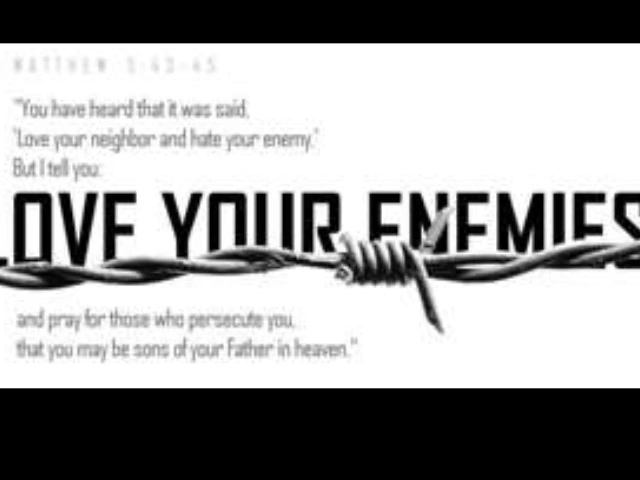 MATTHEW 5:43-45
"You have heard that it was said,
'Love your neighbor and hate your enemy.'
But I tell you:
LOVE YOUR ENEMIES
and pray for those who persecute you,
that you may be sons of your Father in heaven."